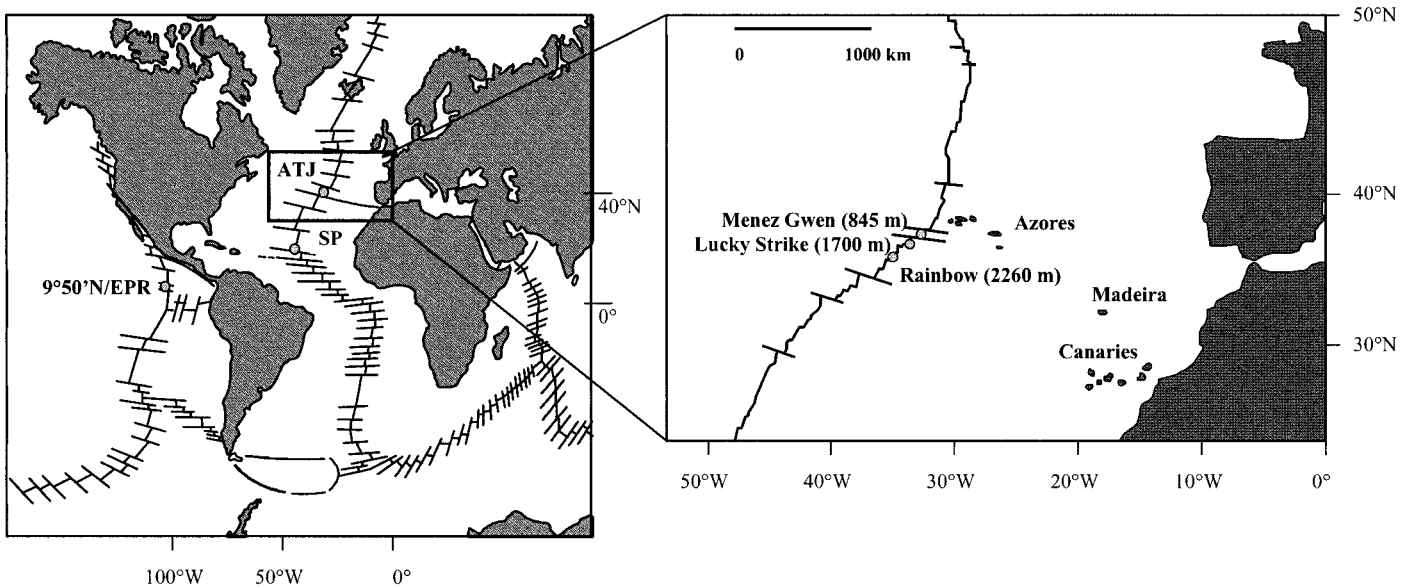 ATJ
SP
9°50'N/EPR
40°N
0°
100°W
50°W
0°
0
1000 km
Menez Gwen (845 m)
Lucky Strike (1700 m)
Rainbow (2260 m)
Azores
Madeira
Canaries
50°N
40°N
30°N
50°W
40°W
30°W
20°W
10°W
0°